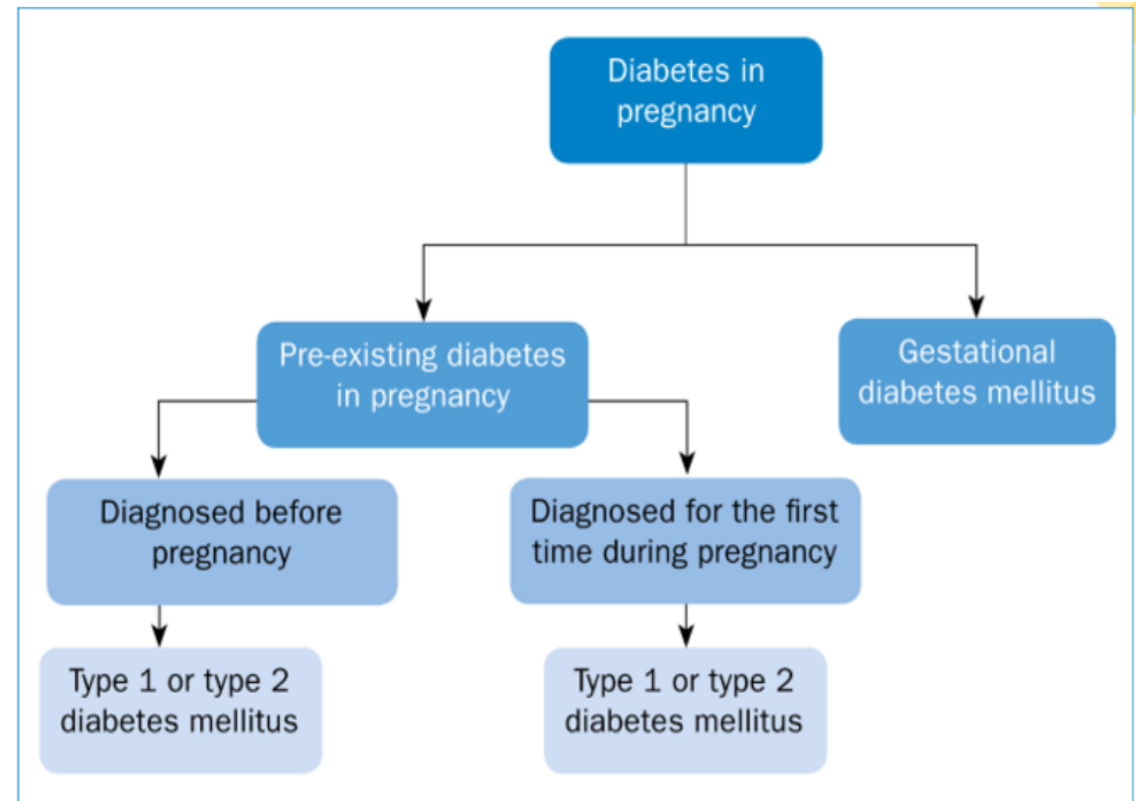 Diabetes in
pregnancy
Pre-existing diabetes
in pregnancy
Gestational
diabetes mellitus
Diagnosed before
pregnancy
Diagnosed for the first
time during pregnancy
Type 1 or type 2
diabetes mellitus
Type 1 or type 2
diabetes mellitus